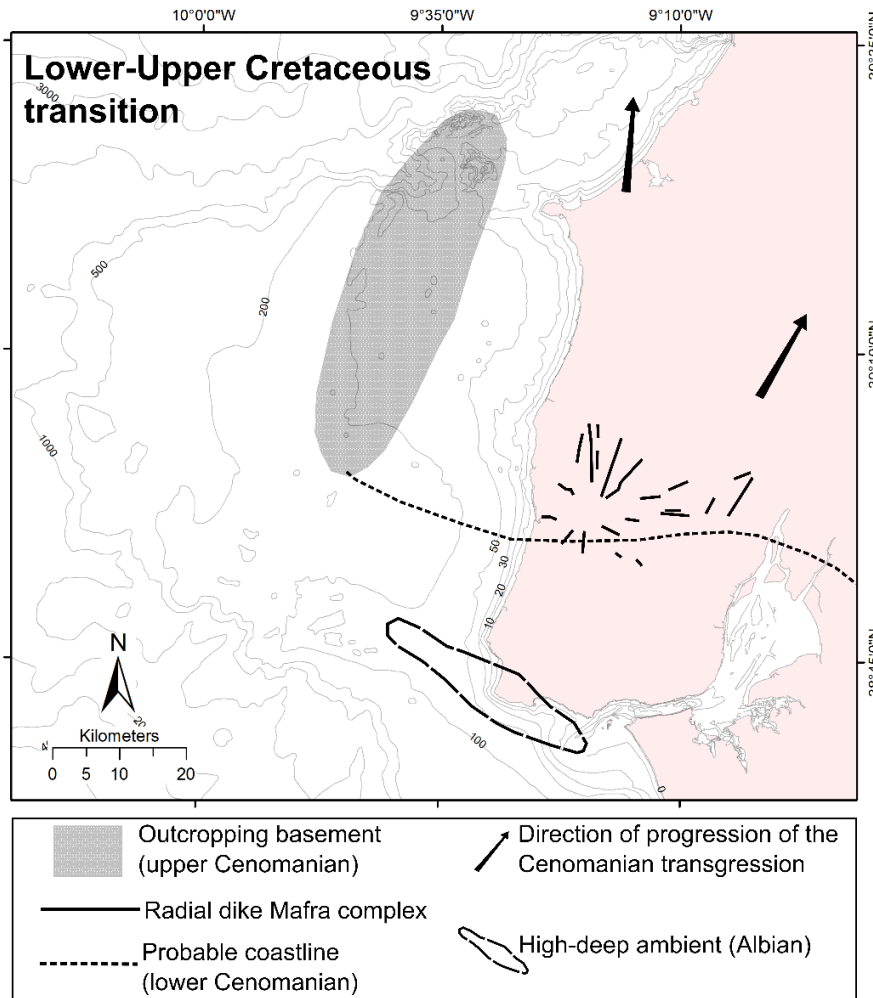 10°0'0"W 9°35'0"W 9°10'0"W
Lower-Upper Cretaceous
transition
3000
500
200
1000
50
30
20
10
100
0
N
Kilometers
0 5 10 20
Outcropping basement
(upper Cenomanian)
Direction of progression of the
Cenomanian transgression
Radial dike Mafra complex
Probable coastline
(lower Cenomanian)
High-deep ambient (Albian)